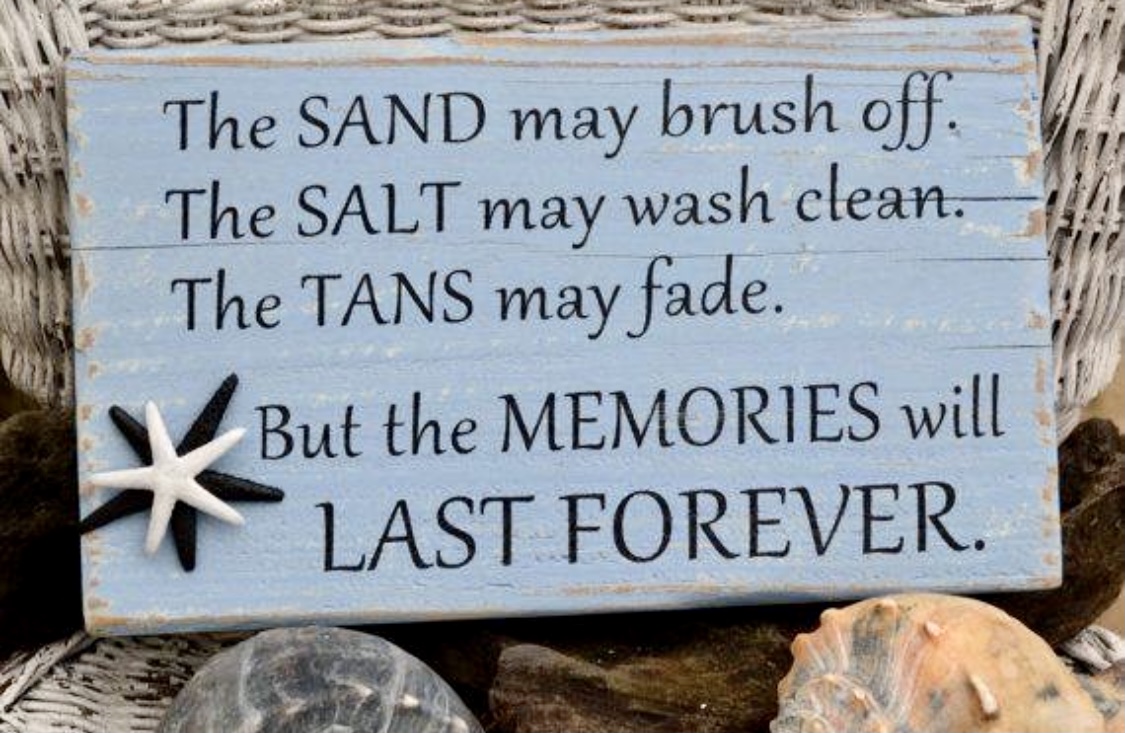 The SAND may brush off.
The SALT may wash clean.
The TANS may fade.
But the MEMORIES will
LAST FOREVER.